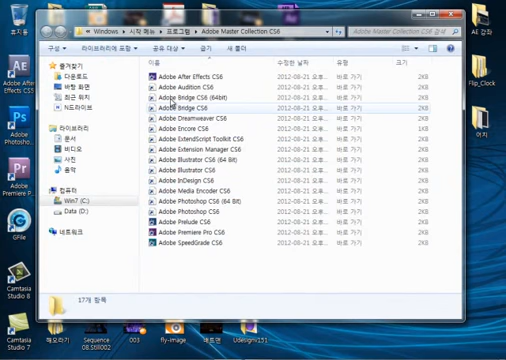 휴지통
AE 강좌
▸ Windows ▸ 시작 메뉴 ▸ 프로그램 ▸ Adobe Master Collection CS6 ▸
Adobe Master Collection CS6 검색
구성 ▾ 라이브러리에 포함 ▾ 공유 대상 ▾ 굽기 새 폴더
이름 수정한 날짜 유형 크기
즐겨찾기
다운로드
바탕 화면
최근 위치
N드라이브
라이브러리
문서
비디오
사진
음악
컴퓨터
Win7 (C:)
Data (D:)
네트워크
Adobe After Effects CS6 2012-08-21 오후... 바로 가기 2KB
Adobe Audition CS6 2012-08-21 오후... 바로 가기 2KB
Adobe Bridge CS6 (64bit) 2012-08-21 오후... 바로 가기 2KB
Adobe Bridge CS6 2012-08-21 오후... 바로 가기 2KB
Adobe Dreamweaver CS6 2012-08-21 오후... 바로 가기 2KB
Adobe Encore CS6 2012-08-21 오후... 바로 가기 2KB
Adobe ExtendScript Toolkit CS6 2012-08-21 오후... 바로 가기 2KB
Adobe Extension Manager CS6 2012-08-21 오후... 바로 가기 2KB
Adobe Illustrator CS6 (64 Bit) 2012-08-21 오후... 바로 가기 2KB
Adobe Illustrator CS6 2012-08-21 오후... 바로 가기 2KB
Adobe InDesign CS6 2012-08-21 오후... 바로 가기 2KB
Adobe Media Encoder CS6 2012-08-21 오후... 바로 가기 2KB
Adobe Photoshop CS6 (64 Bit) 2012-08-21 오후... 바로 가기 2KB
Adobe Photoshop CS6 2012-08-21 오후... 바로 가기 2KB
Adobe Prelude CS6 2012-08-21 오후... 바로 가기 2KB
Adobe Premiere Pro CS6 2012-08-21 오후... 바로 가기 2KB
Adobe SpeedGrade CS6 2012-08-21 오후... 바로 가기 2KB
17개 항목
Ae
Adobe After
Effects CS5
Ps
Adobe
Photosho...
Pr
Adobe
Premiere P...
GFile
Camtasia
Studio 8
Camtasia
Studio 7
Flip_Clock
해오라기
Sequence
08.Still002
003
fly-image
배트맨
Udesigns151